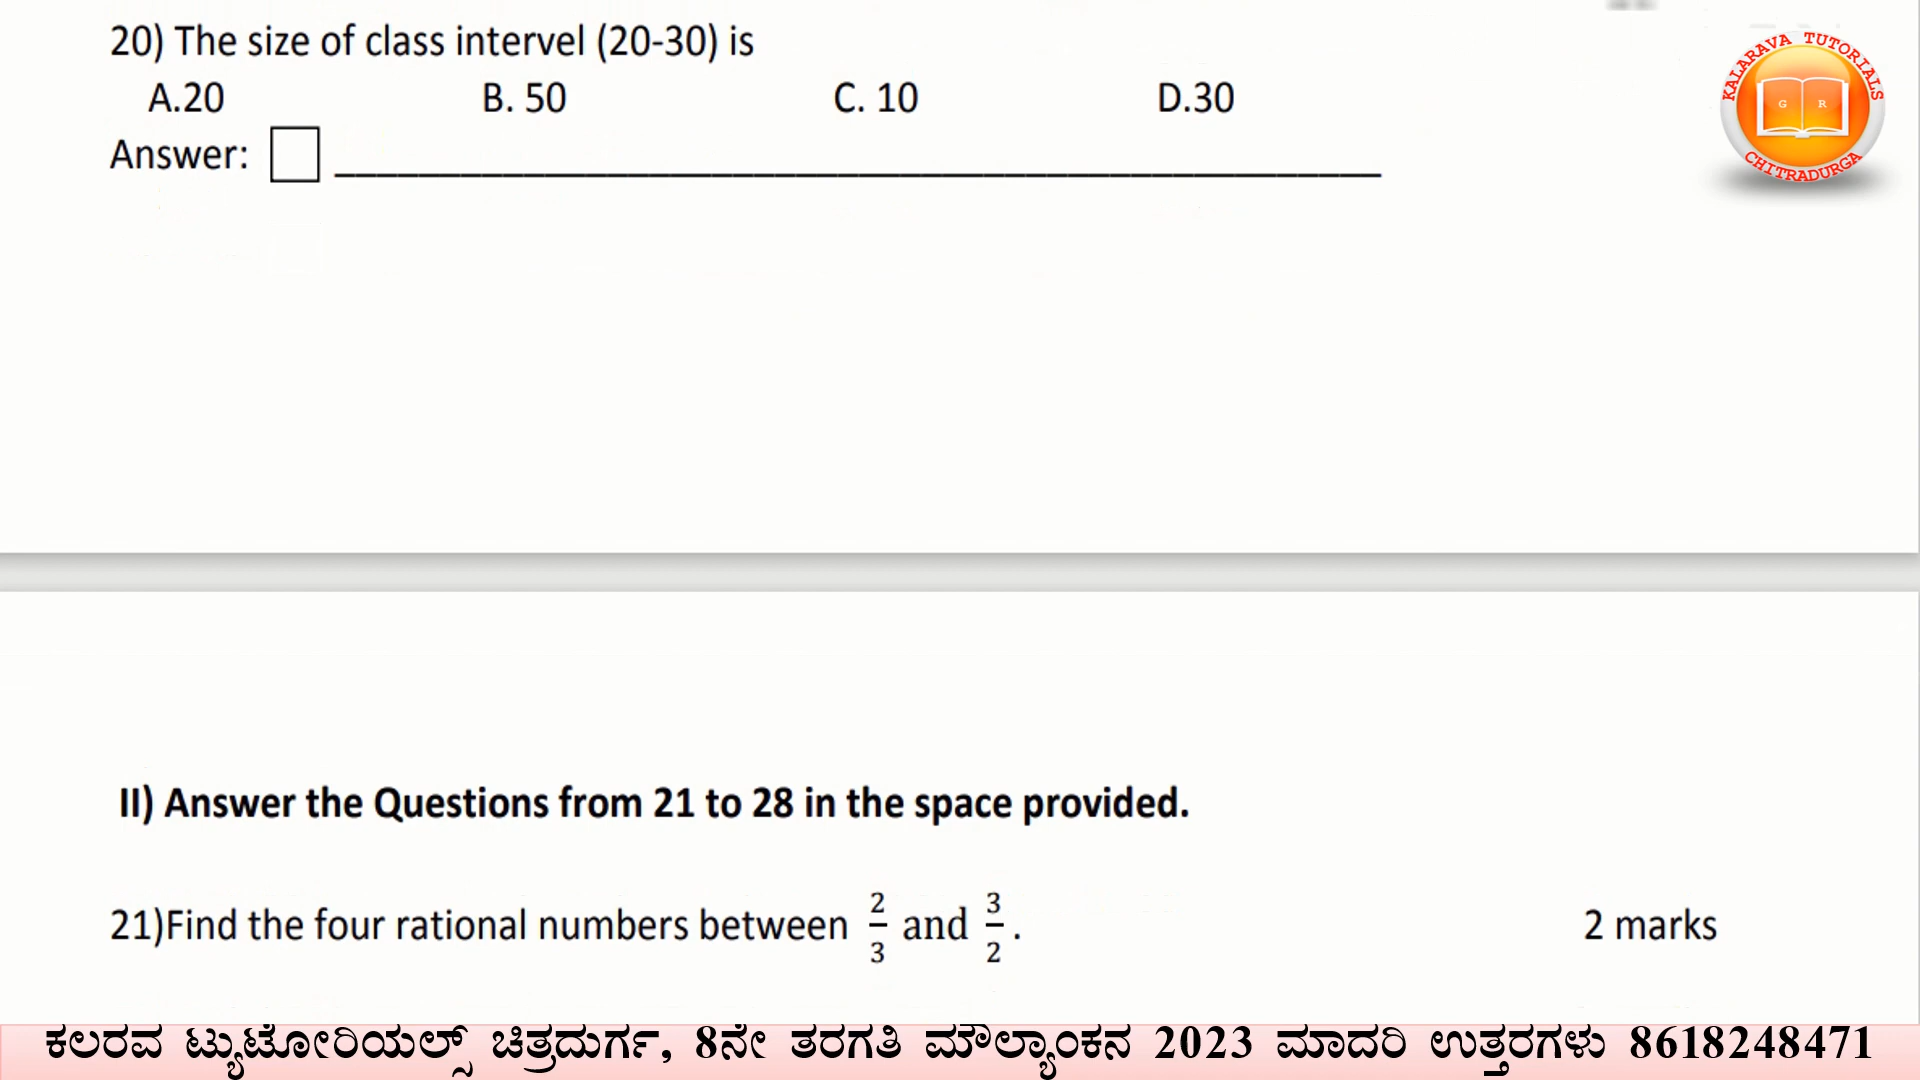 20) The size of class intervel (20-30) is
A.20 B. 50 C. 10 D.30
Answer:
KALARAVA TUTORIALS
G R
CHITRADURGA
II) Answer the Questions from 21 to 28 in the space provided.
21)Find the four rational numbers between 2/3 and 3/2. 2 marks
ಕಲರವ ಟ್ಯುಟೋರಿಯಲ್ಸ್ ಚಿತ್ರದುರ್ಗ, 8ನೇ ತರಗತಿ ಮೌಲ್ಯಾಂಕನ 2023 ಮಾದರಿ ಉತ್ತರಗಳು 8618248471